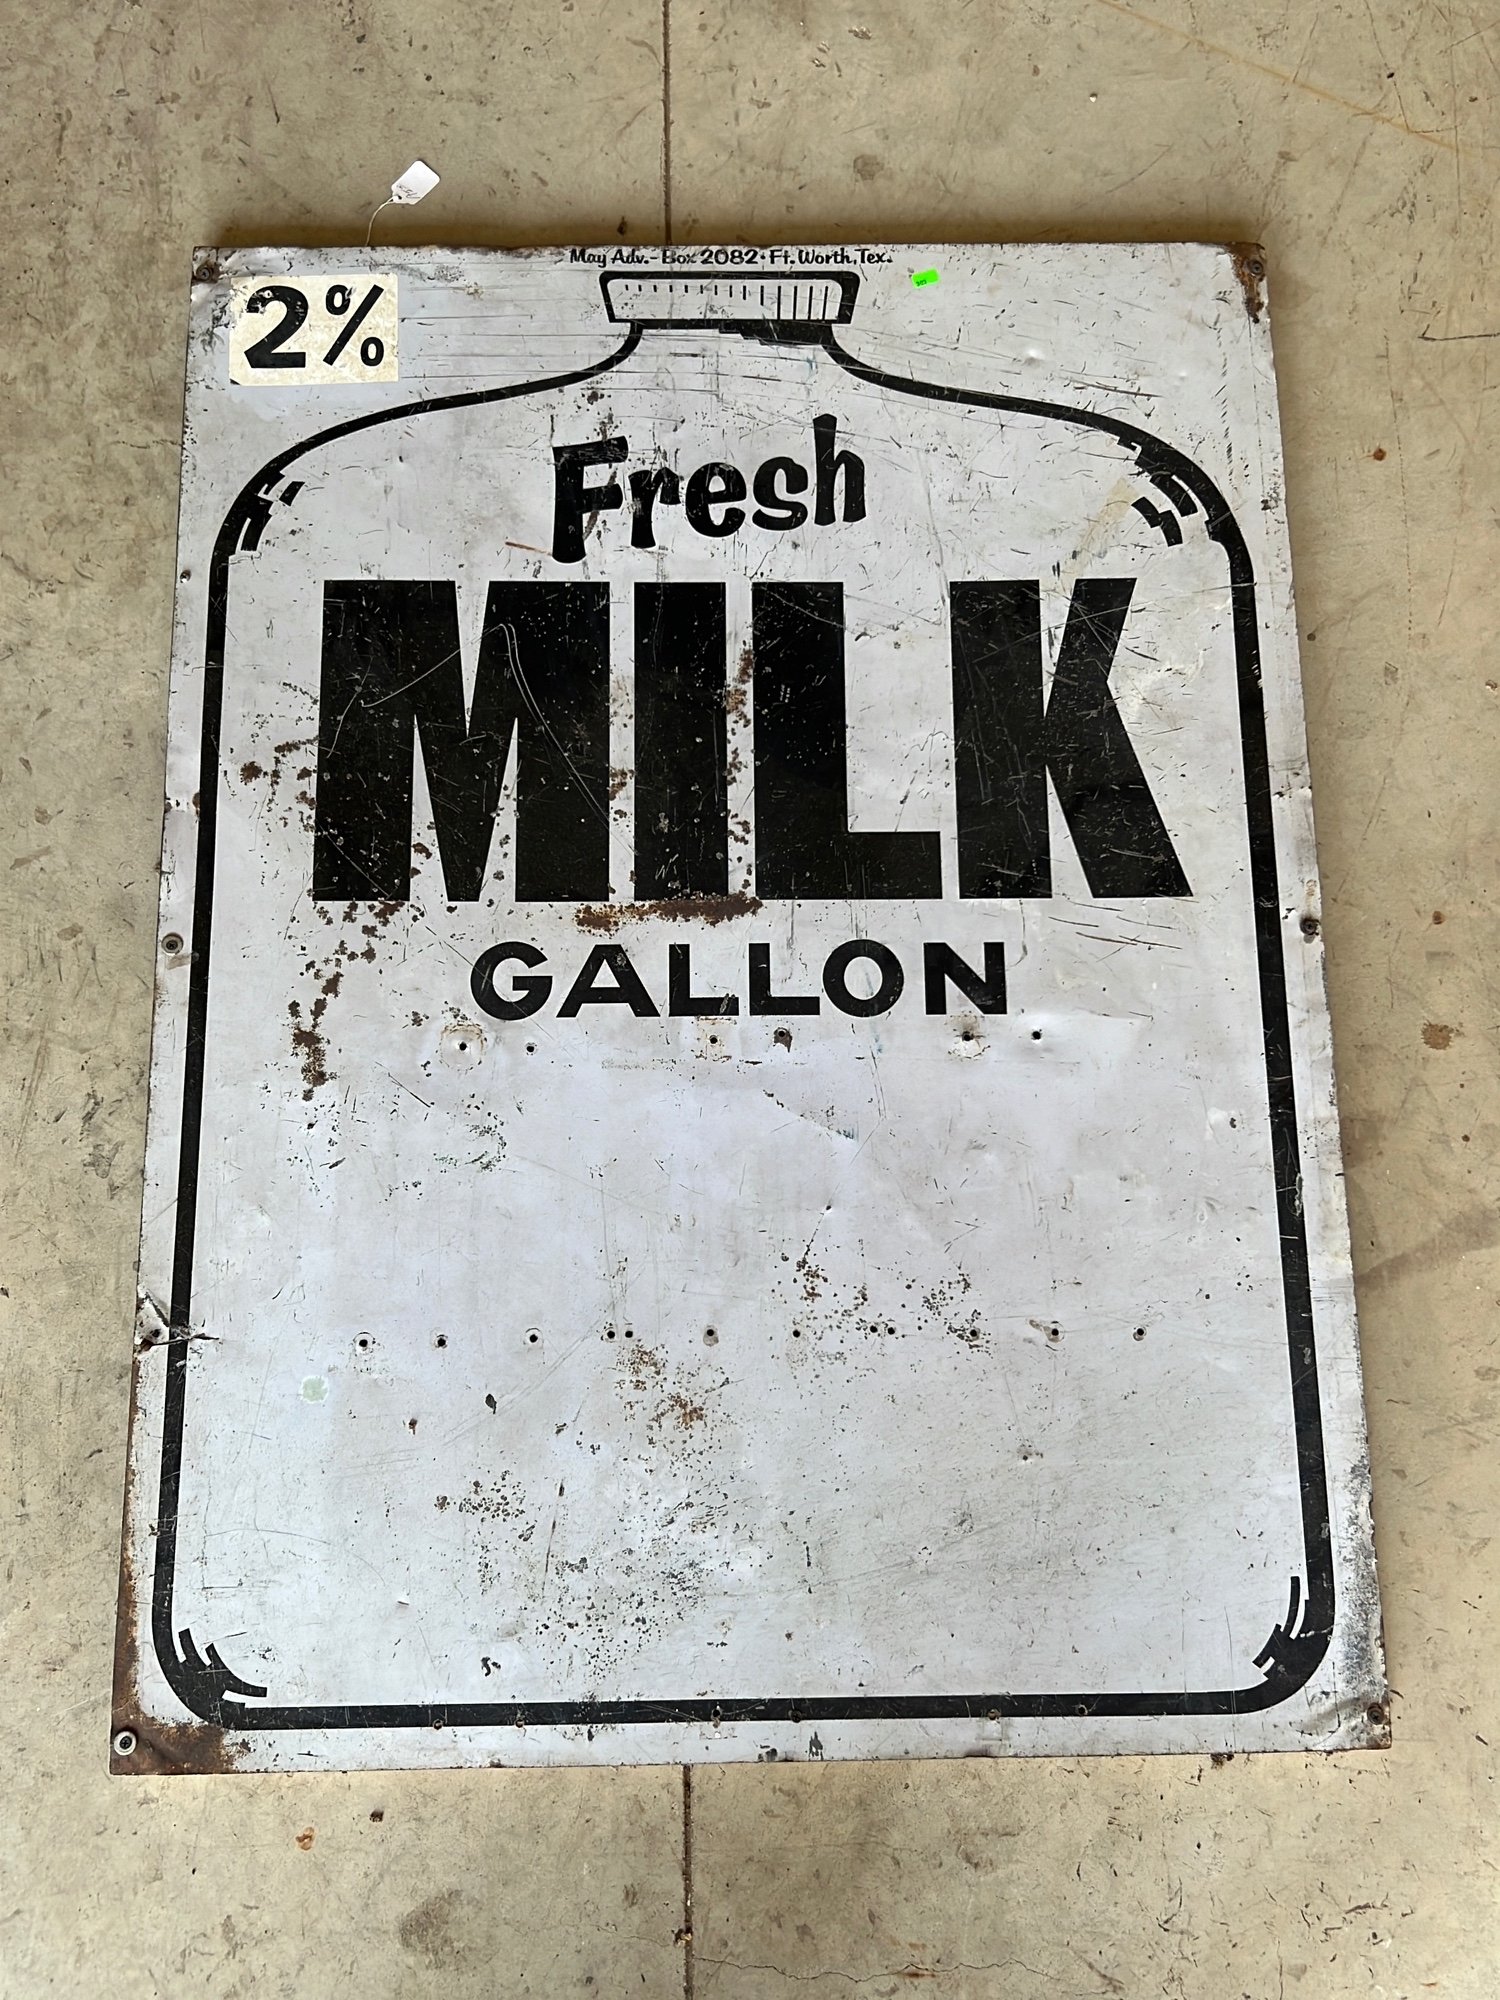 May Adv.-Box 2082·Ft. Worth, Tex.
2%
Fresh
MILK
GALLON